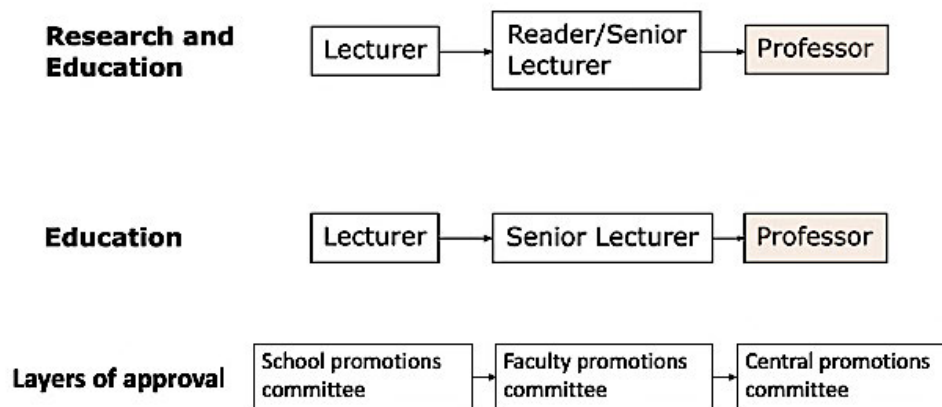 Research and
Education
Lecturer
Reader/Senior
Lecturer
Professor
Education
Lecturer
Senior Lecturer
Professor
Layers of approval
School promotions
committee
Faculty promotions
committee
Central promotions
committee